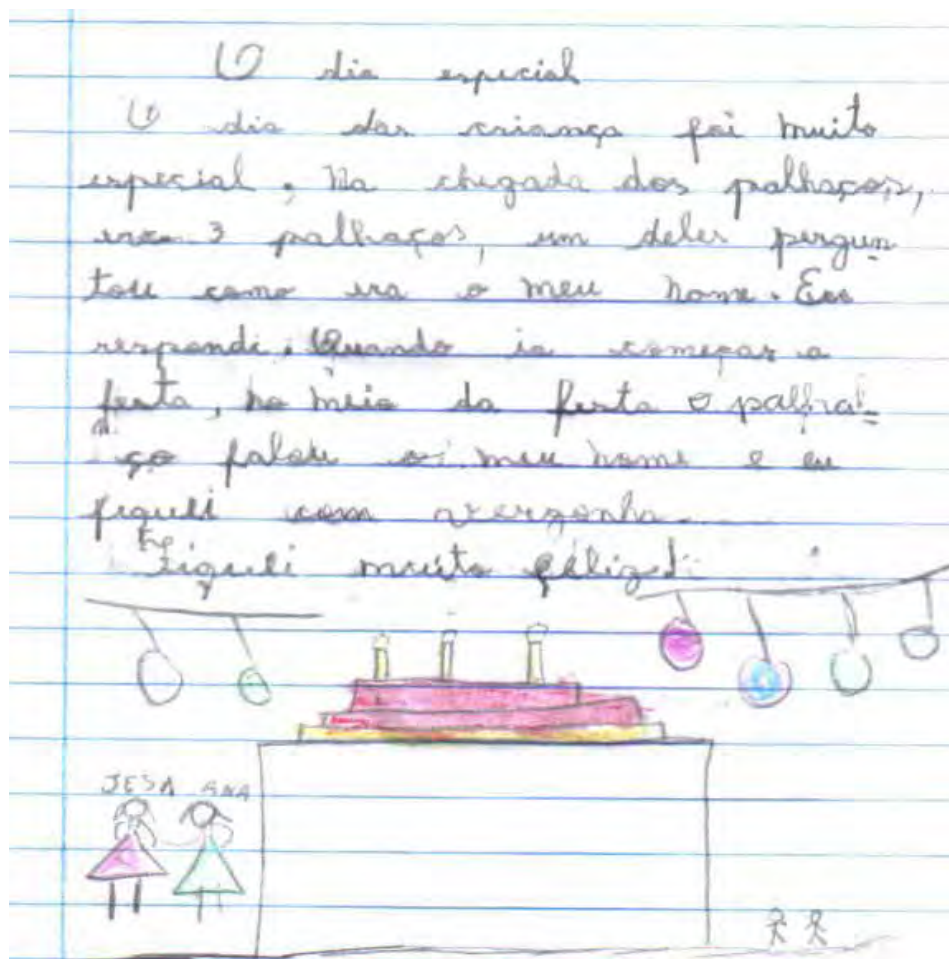 O dia especial
O dia das criança foi muito
especial, Na chegada dos palhaços,
era 3 palhaços, um deles pergun
tou como era o meu nome. Eu
respondi. Quando ia começar a
festa, no meio da festa o palha-
ço falou o meu nome e eu
fiqueli com vergonha.
Fiqueli muito feliz
JESA ANA